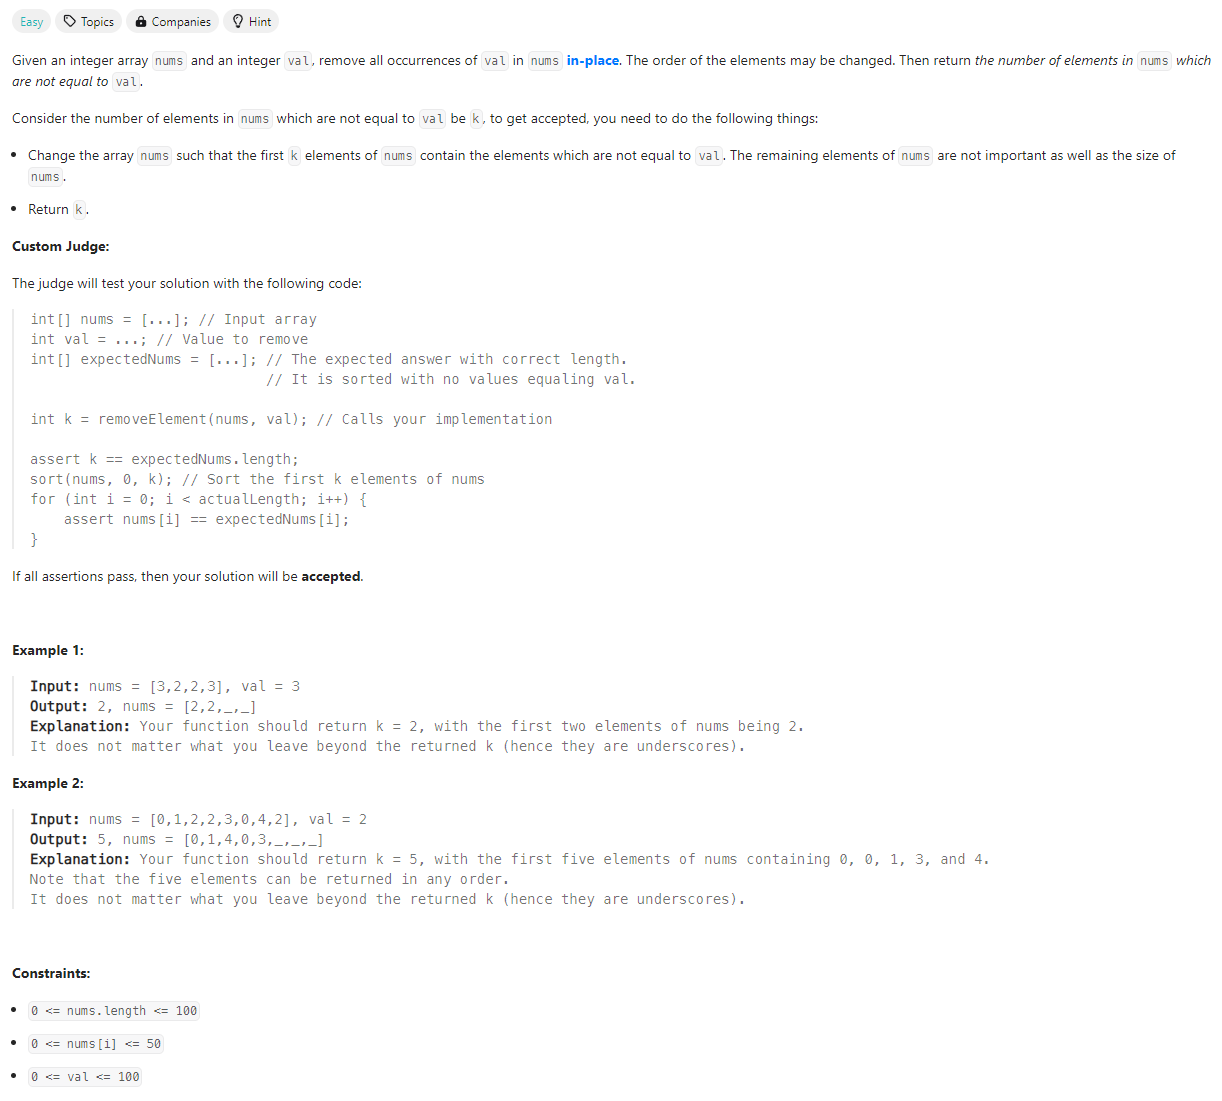 Easy Topics Companies Hint
Given an integer array nums and an integer val, remove all occurrences of val in nums in-place. The order of the elements may be changed. Then return the number of elements in nums which
are not equal to val.
Consider the number of elements in nums which are not equal to val be k, to get accepted, you need to do the following things:
• Change the array nums such that the first k elements of nums contain the elements which are not equal to val. The remaining elements of nums are not important as well as the size of
nums.
• Return k.
Custom Judge:
The judge will test your solution with the following code:
int[] nums = [...]; // Input array
int val = ...; // Value to remove
int[] expectedNums = [...]; // The expected answer with correct length.
                            // It is sorted with no values equaling val.
int k = removeElement(nums, val); // Calls your implementation
assert k == expectedNums.length;
sort(nums, 0, k); // Sort the first k elements of nums
for (int i = 0; i < actualLength; i++) {
    assert nums[i] == expectedNums[i];
}
If all assertions pass, then your solution will be accepted.
Example 1:
Input: nums = [3,2,2,3], val = 3
Output: 2, nums = [2,2,_,_]
Explanation: Your function should return k = 2, with the first two elements of nums being 2.
It does not matter what you leave beyond the returned k (hence they are underscores).
Example 2:
Input: nums = [0,1,2,2,3,0,4,2], val = 2
Output: 5, nums = [0,1,4,0,3,_,_,_]
Explanation: Your function should return k = 5, with the first five elements of nums containing 0, 0, 1, 3, and 4.
Note that the five elements can be returned in any order.
It does not matter what you leave beyond the returned k (hence they are underscores).
Constraints:
• 0 <= nums.length <= 100
• 0 <= nums[i] <= 50
• 0 <= val <= 100